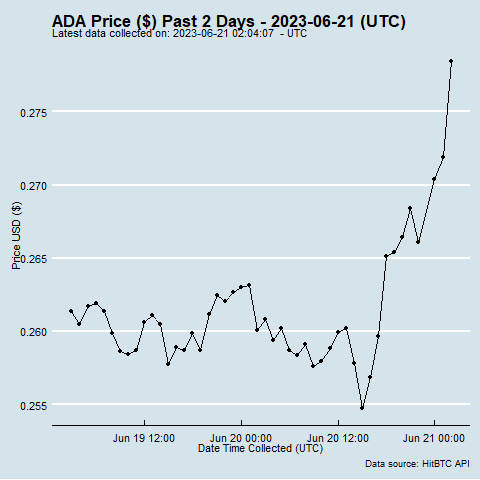 ADA Price ($) Past 2 Days - 2023-06-21 (UTC)
Latest data collected on: 2023-06-21 02:04:07  - UTC
0.275
0.270
0.265
0.260
0.255
Price USD ($)
Jun 19 12:00
Jun 20 00:00
Jun 20 12:00
Jun 21 00:00
Date Time Collected (UTC)
Data source: HitBTC API